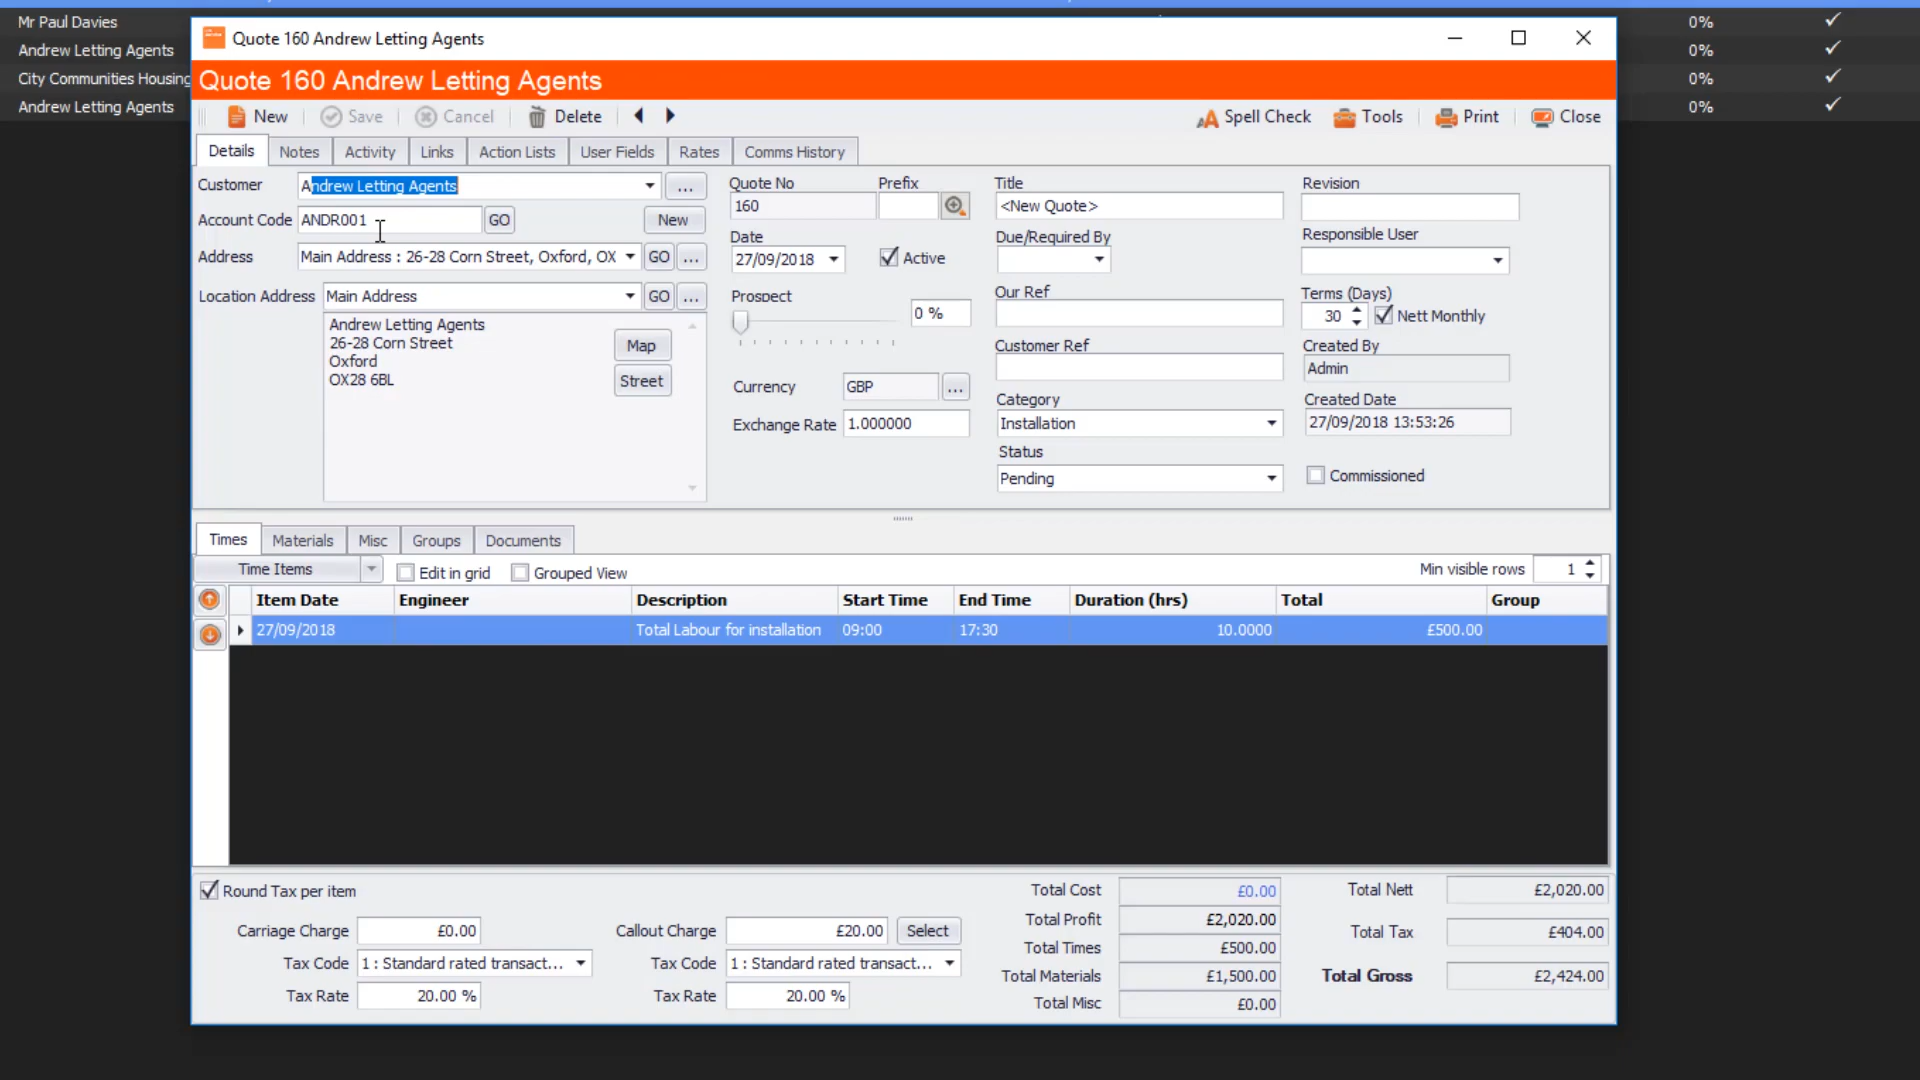 Mr Paul Davies
Andrew Letting Agents
City Communities Housing
Andrew Letting Agents
0%
0%
0%
0%
Quote 160 Andrew Letting Agents
Quote 160 Andrew Letting Agents
New Save Cancel Delete Spell Check Tools Print Close
Details Notes Activity Links Action Lists User Fields Rates Comms History
Customer Andrew Letting Agents ...
Account Code ANDR001 GO New
Address Main Address : 26-28 Corn Street, Oxford, OX GO ...
Location Address Main Address GO ...
Andrew Letting Agents
26-28 Corn Street
Oxford
OX28 6BL
Map
Street
Quote No Prefix
160
Date
27/09/2018 Active
Prospect
0 %
Currency GBP ...
Exchange Rate 1.000000
Title
<New Quote>
Due/Required By
Our Ref
Customer Ref
Category
Installation
Status
Pending
Revision
Responsible User
Terms (Days)
30 Nett Monthly
Created By
Admin
Created Date
27/09/2018 13:53:26
Commissioned
Times Materials Misc Groups Documents
Time Items Edit in grid Grouped View Min visible rows 1
Item Date Engineer Description Start Time End Time Duration (hrs) Total Group
27/09/2018 Total Labour for installation 09:00 17:30 10.0000 £500.00
Round Tax per item
Carriage Charge £0.00
Tax Code 1 : Standard rated transact...
Tax Rate 20.00 %
Callout Charge £20.00 Select
Tax Code 1 : Standard rated transact...
Tax Rate 20.00 %
Total Cost £0.00
Total Profit £2,020.00
Total Times £500.00
Total Materials £1,500.00
Total Misc £0.00
Total Nett £2,020.00
Total Tax £404.00
Total Gross £2,424.00